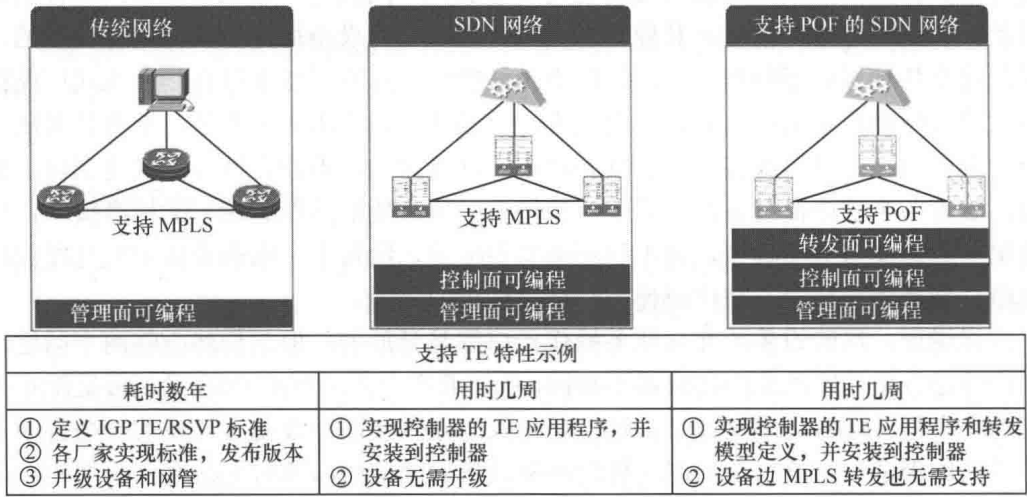 传统网络
SDN 网络
支持 POF 的 SDN 网络
支持 MPLS
支持 MPLS
支持 POF
转发面可编程
控制面可编程
控制面可编程
管理面可编程
管理面可编程
管理面可编程
支持 TE 特性示例
耗时数年
用时几周
用时几周
① 定义 IGP TE/RSVP 标准
② 各厂家实现标准，发布版本
③ 升级设备和网管
① 实现控制器的 TE 应用程序，并
安装到控制器
② 设备无需升级
① 实现控制器的 TE 应用程序和转发
模型定义，并安装到控制器
② 设备边 MPLS 转发也无需支持